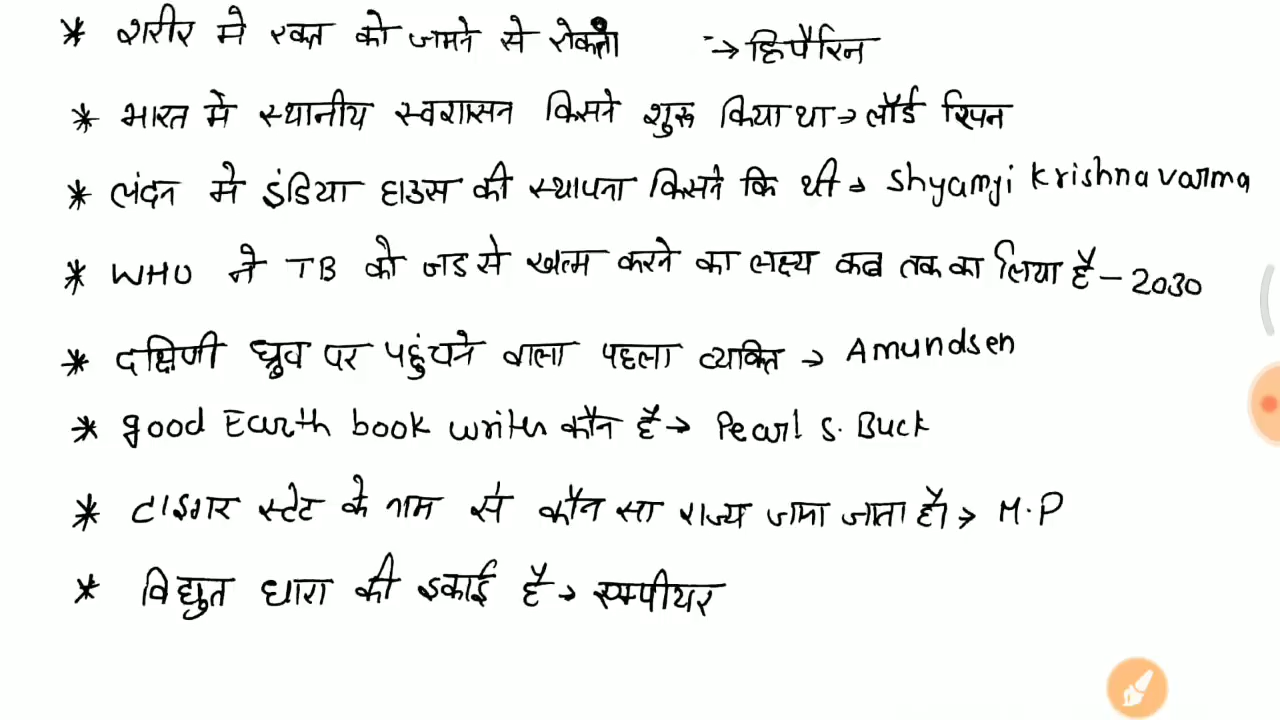 * शरीर मे रक्त को जमने से रोकता → हिपैरिन
* भारत मे स्थानीय स्वशासन किसने शुरू किया था → लॉर्ड रिपन
* लंदन मे इंडिया हाउस की स्थापना किसने कि थी → Shyamji Krishnavarma
* WHO ने TB को जड से खत्म करने का लक्ष्य कब तक का लिया है - 2030
* दक्षिणी ध्रुव पर पहुंचने वाला पहला व्यक्ति → Amundsen
* good Earth book writer कौन है → Pearl S. Buck
* टाइगर स्टेट के नाम से कौन सा राज्य जाना जाता है। → M.P
* विद्युत धारा की इकाई है → एम्पीयर